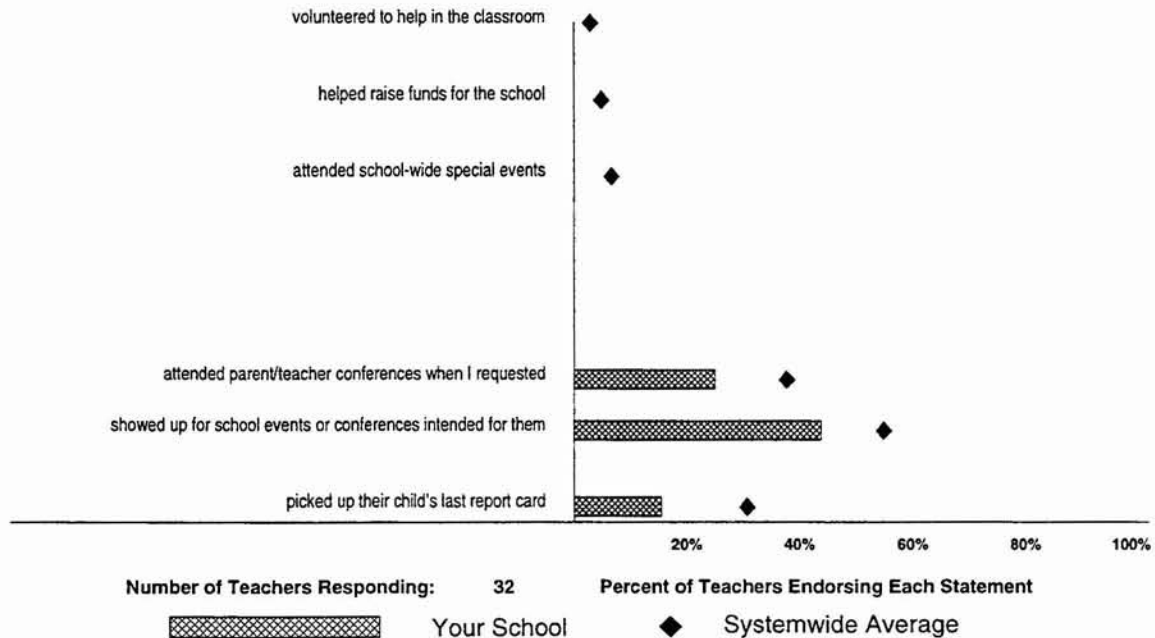 volunteered to help in the classroom
helped raise funds for the school
attended school-wide special events
attended parent/teacher conferences when I requested
showed up for school events or conferences intended for them
picked up their child's last report card
20% 40% 60% 80% 100%
Number of Teachers Responding: 32 Percent of Teachers Endorsing Each Statement
Your School Systemwide Average